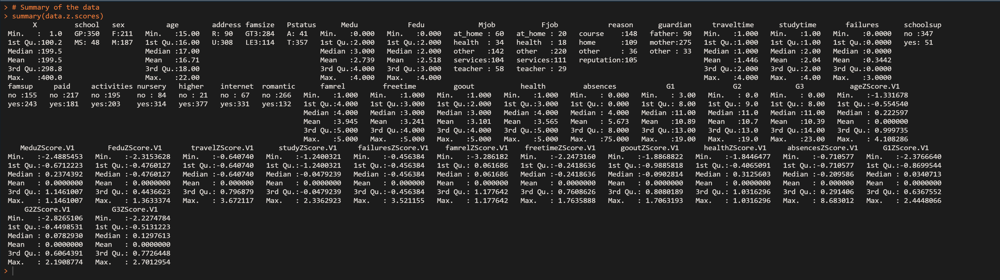 > # Summary of the data
> summary(data.z.scores)
X school sex age address famsize Pstatus Medu Fedu Mjob Fjob reason guardian traveltime studytime failures schoolsup
Min. : 1.0 GP:350 F:211 Min. :15.00 R: 90 GT3:284 A: 41 Min. :0.000 Min. :0.000 at_home : 60 at_home : 20 course :148 father: 90 Min. :1.000 Min. :1.00 Min. :0.0000 no :347
1st Qu.:100.2 MS: 48 M:187 1st Qu.:16.00 U:308 LE3:114 T:357 1st Qu.:2.000 1st Qu.:2.000 health : 34 health : 18 home :109 mother:275 1st Qu.:1.000 1st Qu.:1.00 1st Qu.:0.0000 yes: 51
Median :199.5 Median :17.00 Median :3.000 Median :2.000 other :142 other :220 other : 36 other : 33 Median :1.000 Median :2.00 Median :0.0000
Mean :199.5 Mean :16.71 Mean :2.739 Mean :2.518 services:104 services:111 reputation:105 Mean :1.446 Mean :2.04 Mean :0.3442
3rd Qu.:298.8 3rd Qu.:18.00 3rd Qu.:4.000 3rd Qu.:3.000 teacher : 58 teacher : 29 3rd Qu.:2.000 3rd Qu.:2.00 3rd Qu.:0.0000
Max. :400.0 Max. :22.00 Max. :4.000 Max. :4.000 Max. :4.000 Max. :4.00 Max. :3.0000
famsup paid activities nursery higher internet romantic famrel freetime goout health absences G1 G2 G3 ageZScore.V1
no :155 no :217 no :195 no : 84 no : 21 no : 67 no :266 Min. :1.000 Min. :1.000 Min. :1.000 Min. :1.000 Min. : 0.000 Min. : 3.00 Min. : 0.0 Min. : 0.00 Min. :-1.331678
yes:243 yes:181 yes:203 yes:314 yes:377 yes:331 yes:132 1st Qu.:4.000 1st Qu.:3.000 1st Qu.:2.000 1st Qu.:3.000 1st Qu.: 0.000 1st Qu.: 8.00 1st Qu.: 9.0 1st Qu.: 8.00 1st Qu.:-0.554540
Median :4.000 Median :3.000 Median :3.000 Median :4.000 Median : 4.000 Median :11.00 Median :11.0 Median :11.00 Median : 0.222597
Mean :3.945 Mean :3.241 Mean :3.101 Mean :3.565 Mean : 5.673 Mean :10.89 Mean :10.7 Mean :10.39 Mean : 0.000000
3rd Qu.:5.000 3rd Qu.:4.000 3rd Qu.:4.000 3rd Qu.:5.000 3rd Qu.: 8.000 3rd Qu.:13.00 3rd Qu.:13.0 3rd Qu.:14.00 3rd Qu.: 0.999735
Max. :5.000 Max. :5.000 Max. :5.000 Max. :5.000 Max. :75.000 Max. :19.00 Max. :19.0 Max. :23.00 Max. : 4.108286
MeduZScore.V1 FeduZScore.V1 travelZScore.V1 studyZScore.V1 failuresZScore.V1 famrelZScore.V1 freetimeZScore.V1 gooutZScore.V1 healthZScore.V1 absencesZScore.V1 G1ZScore.V1
Min. :-2.4885453 Min. :-2.3153628 Min. :-0.640740 Min. :-1.2400321 Min. :-0.456384 Min. :-3.286182 Min. :-2.2473160 Min. :-1.8868822 Min. :-1.8446477 Min. :-0.710577 Min. :-2.3766640
1st Qu.:-0.6712223 1st Qu.:-0.4760127 1st Qu.:-0.640740 1st Qu.:-1.2400321 1st Qu.:-0.456384 1st Qu.: 0.061686 1st Qu.:-0.2418636 1st Qu.:-0.9885818 1st Qu.:-0.4065091 1st Qu.:-0.710577 1st Qu.:-0.8699544
Median : 0.2374392 Median :-0.4760127 Median :-0.640740 Median :-0.0479239 Median :-0.456384 Median : 0.061686 Median :-0.2418636 Median :-0.0902814 Median : 0.3125603 Median :-0.209586 Median : 0.0340713
Mean : 0.0000000 Mean : 0.0000000 Mean : 0.000000 Mean : 0.0000000 Mean : 0.000000 Mean : 0.000000 Mean : 0.0000000 Mean : 0.0000000 Mean : 0.0000000 Mean : 0.000000 Mean : 0.0000000
3rd Qu.: 1.1461007 3rd Qu.: 0.4436623 3rd Qu.: 0.796879 3rd Qu.:-0.0479239 3rd Qu.:-0.456384 3rd Qu.: 1.177642 3rd Qu.: 0.7608626 3rd Qu.: 0.8080189 3rd Qu.: 1.0316296 3rd Qu.: 0.291406 3rd Qu.: 0.6367552
Max. : 1.1461007 Max. : 1.3633374 Max. : 3.672117 Max. : 2.3362923 Max. : 3.521155 Max. : 1.177642 Max. : 1.7635888 Max. : 1.7063193 Max. : 1.0316296 Max. : 8.683012 Max. : 2.4448066
G2ZScore.V1 G3ZScore.V1
Min. :-2.8265106 Min. :-2.2274784
1st Qu.:-0.4498531 1st Qu.:-0.5131223
Median : 0.0782930 Median : 0.1297613
Mean : 0.0000000 Mean : 0.0000000
3rd Qu.: 0.6064391 3rd Qu.: 0.7726448
Max. : 2.1908774 Max. : 2.7012954
>